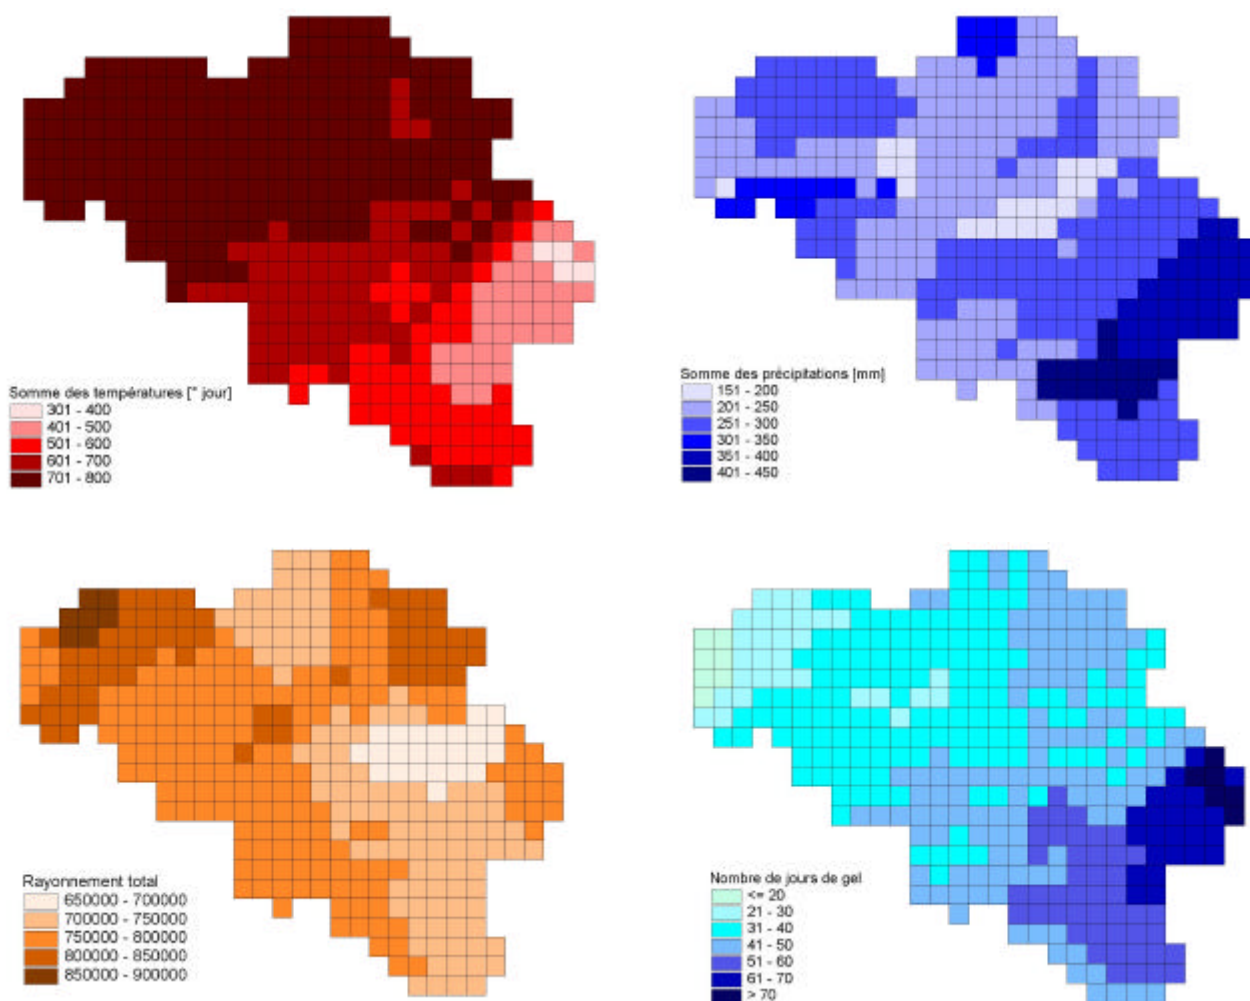 Somme des températures [° jour]
301 - 400
401 - 500
501 - 600
601 - 700
701 - 800
Somme des précipitations [mm]
151 - 200
201 - 250
251 - 300
301 - 350
351 - 400
401 - 450
Rayonnement total
650000 - 700000
700000 - 750000
750000 - 800000
800000 - 850000
850000 - 900000
Nombre de jours de gel
<= 20
21 - 30
31 - 40
41 - 50
51 - 60
61 - 70
> 70